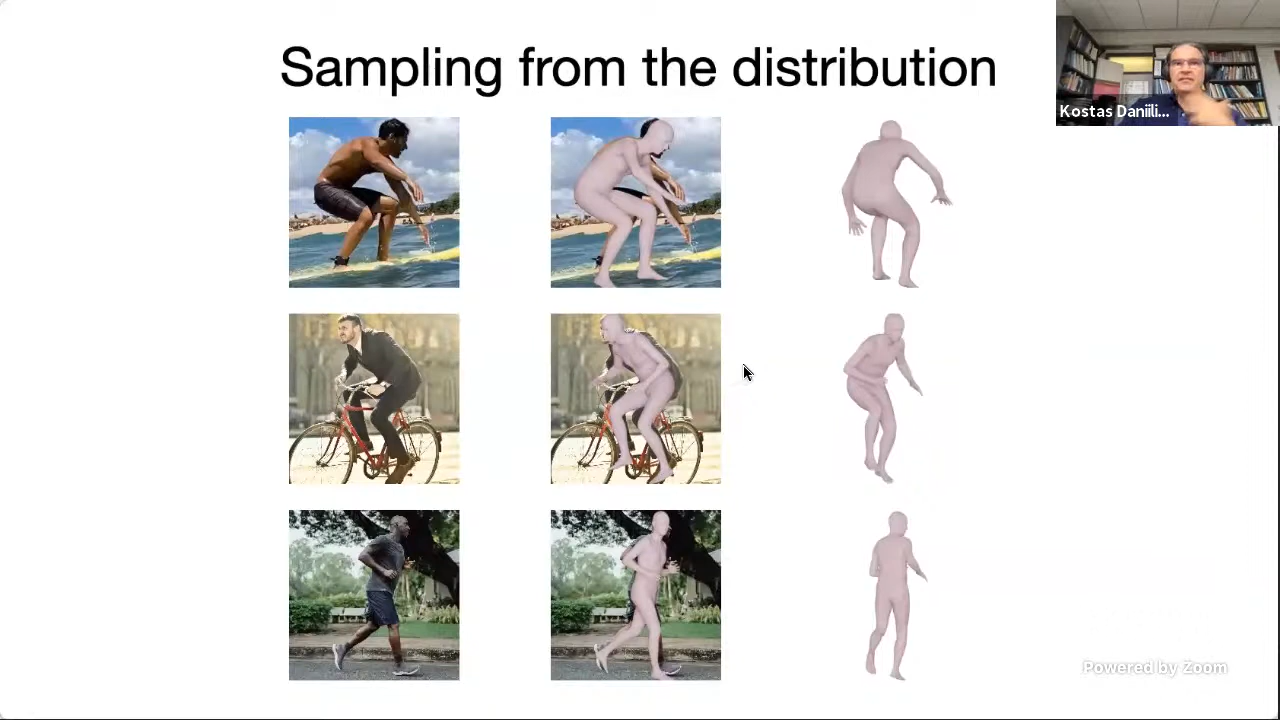 Sampling from the distribution
Kostas Daniili...
Powered by Zoom